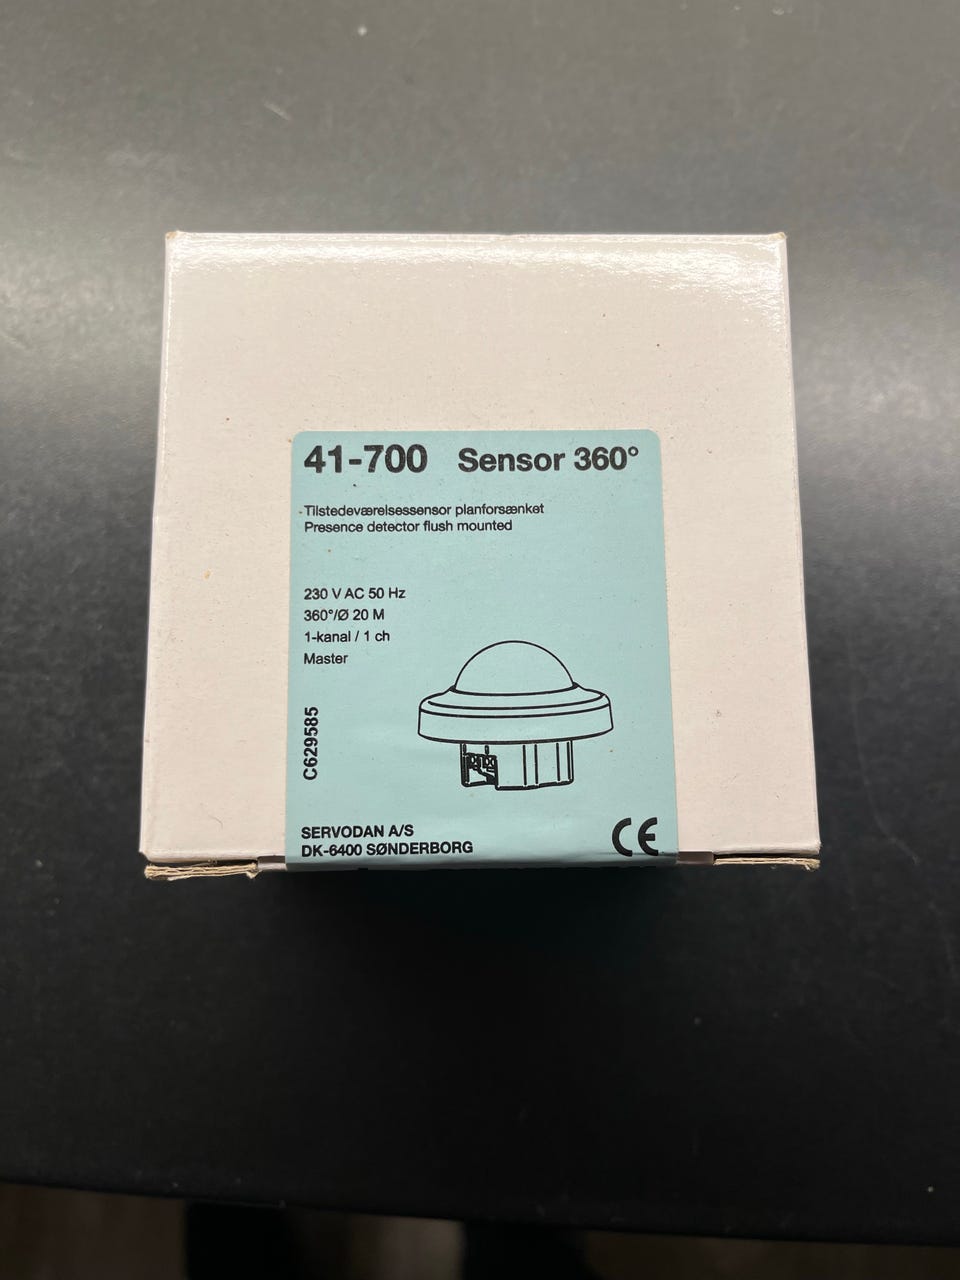 41-700 Sensor 360°
Tilstedeværelsessensor planforsænket
Presence detector flush mounted
230 V AC 50 Hz
360°/Ø 20 M
1-kanal / 1 ch
Master
C629585
SERVODAN A/S
DK-6400 SØNDERBORG
CE